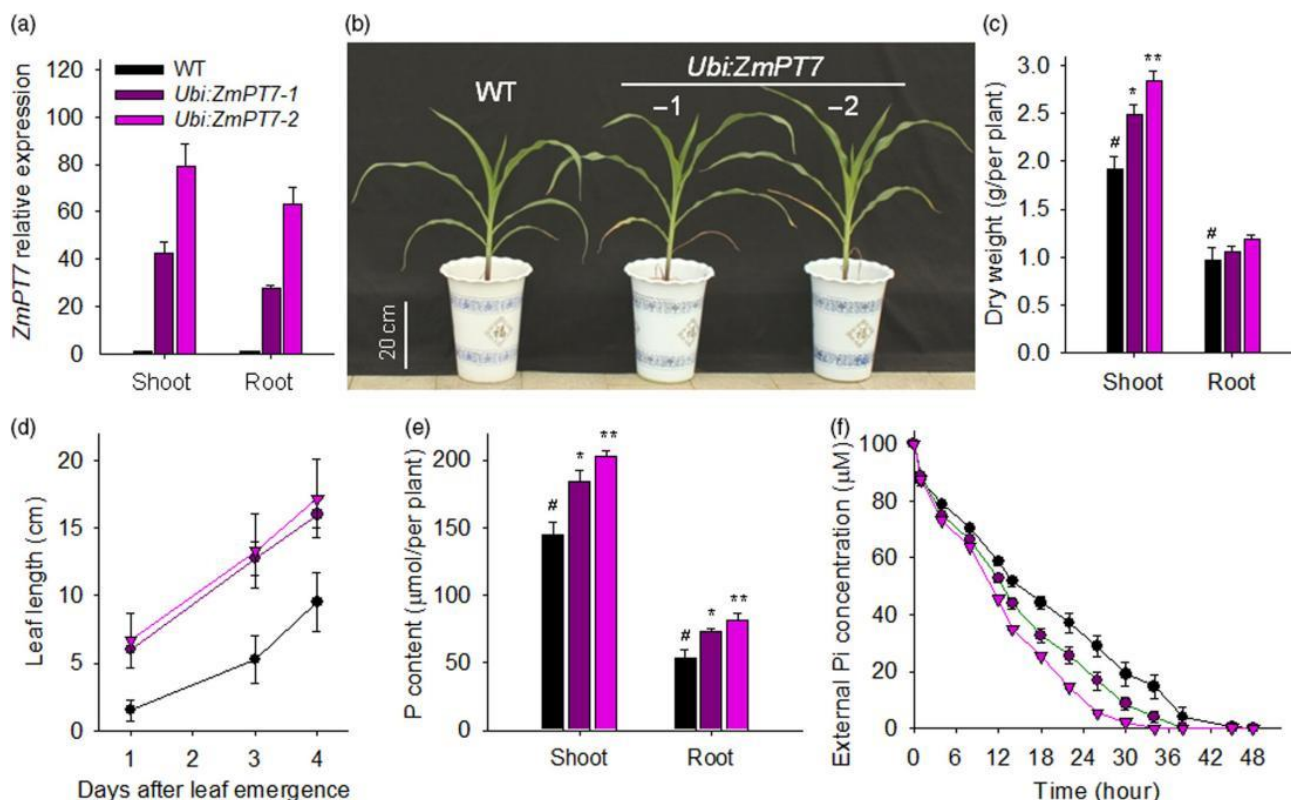 (a)
ZmPT7 relative expression
120
100
80
60
40
20
0
WT
Ubi:ZmPT7-1
Ubi:ZmPT7-2
Shoot Root
(b)
WT
Ubi:ZmPT7
–1 –2
20 cm
(c)
Dry weight (g/per plant)
3.0
2.5
2.0
1.5
1.0
0.5
0.0
# * **
#
Shoot Root
(d)
Leaf length (cm)
20
15
10
5
0
1 2 3 4
Days after leaf emergence
(e)
P content (μmol/per plant)
200
150
100
50
0
# * **
# * **
Shoot Root
(f)
External Pi concentration (μM)
100
80
60
40
20
0
0 6 12 18 24 30 36 42 48
Time (hour)